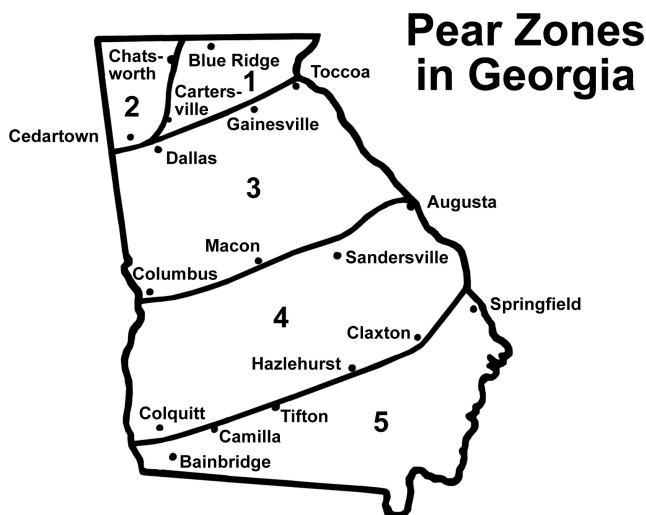 Pear Zones
in Georgia
Chats-
worth
Blue Ridge
1
Toccoa
2
Carters-
ville
Gainesville
Cedartown
Dallas
3
Augusta
Macon
Sandersville
Columbus
Springfield
4
Claxton
Hazlehurst
Colquitt
Tifton
5
Camilla
Bainbridge